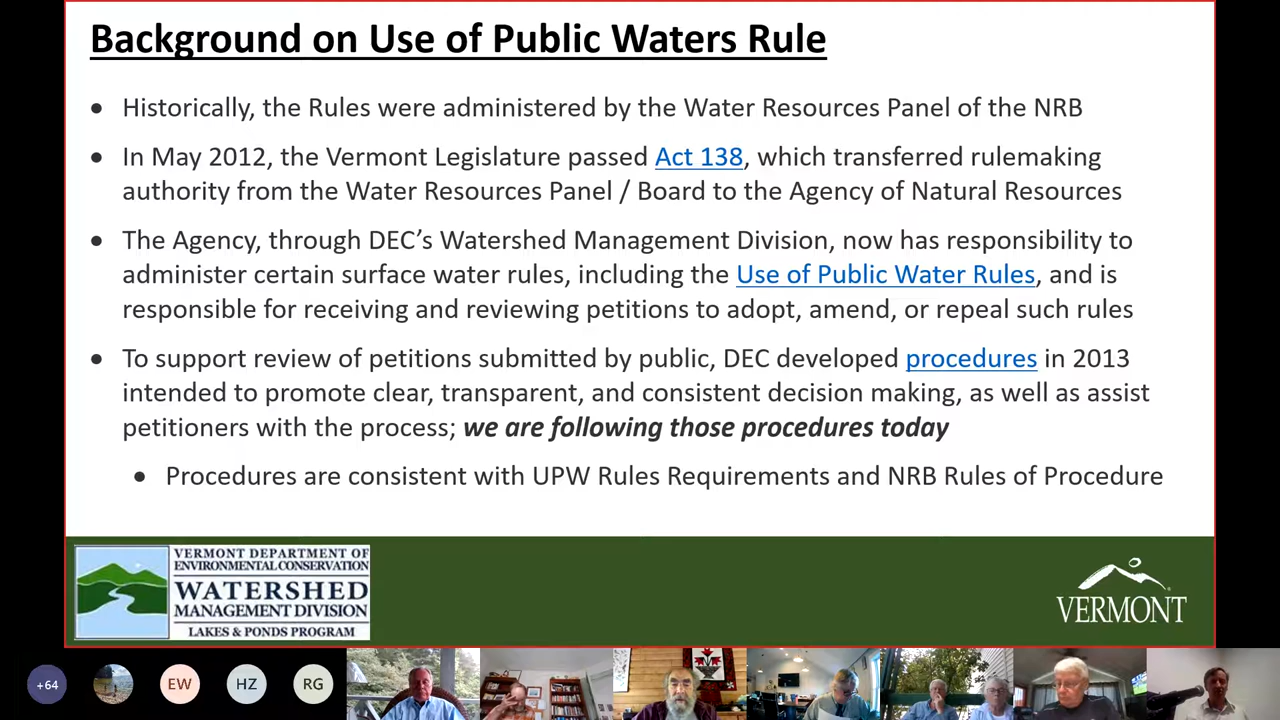 Background on Use of Public Waters Rule
• Historically, the Rules were administered by the Water Resources Panel of the NRB
• In May 2012, the Vermont Legislature passed Act 138, which transferred rulemaking
authority from the Water Resources Panel / Board to the Agency of Natural Resources
• The Agency, through DEC’s Watershed Management Division, now has responsibility to
administer certain surface water rules, including the Use of Public Water Rules, and is
responsible for receiving and reviewing petitions to adopt, amend, or repeal such rules
• To support review of petitions submitted by public, DEC developed procedures in 2013
intended to promote clear, transparent, and consistent decision making, as well as assist
petitioners with the process; we are following those procedures today
• Procedures are consistent with UPW Rules Requirements and NRB Rules of Procedure
VERMONT DEPARTMENT OF
ENVIRONMENTAL CONSERVATION
WATERSHED
MANAGEMENT DIVISION
LAKES & PONDS PROGRAM
VERMONT
+64
EW
HZ
RG